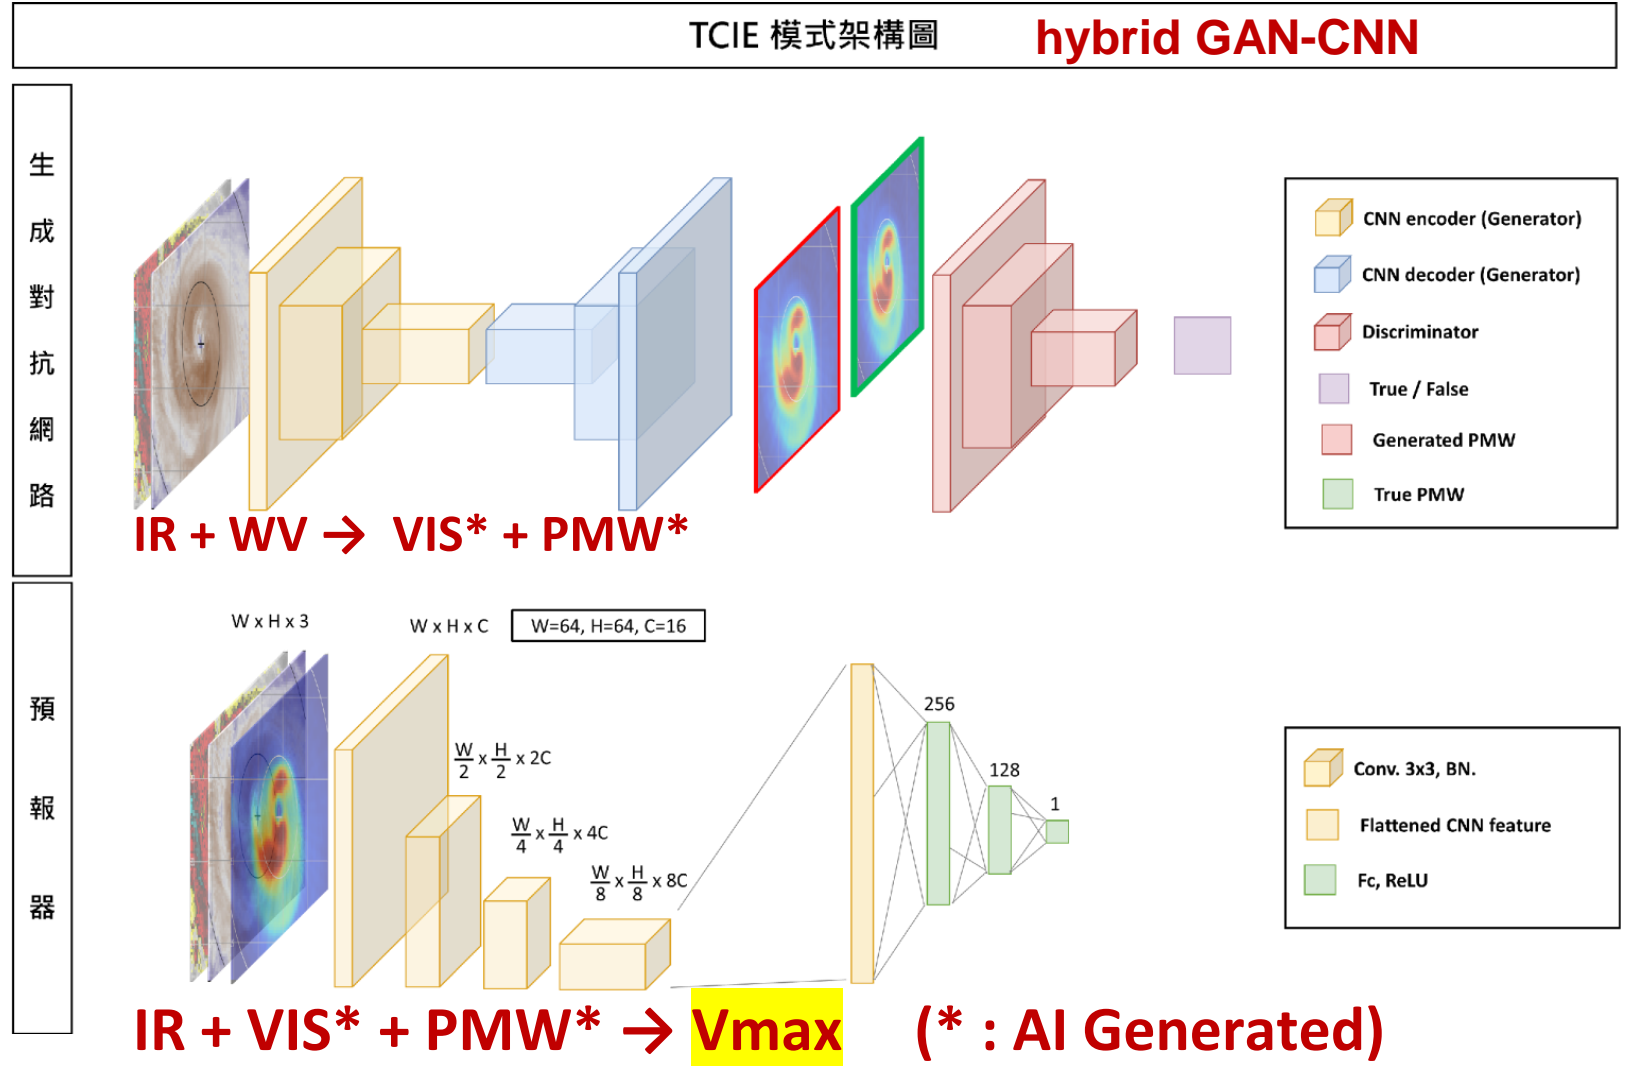 TCIE 模式架構圖 hybrid GAN-CNN
生成對抗網路
CNN encoder (Generator)
CNN decoder (Generator)
Discriminator
True / False
Generated PMW
True PMW
IR + WV → VIS* + PMW*
預報器
W x H x 3
W x H x C
W=64, H=64, C=16
W/2 x H/2 x 2C
W/4 x H/4 x 4C
W/8 x H/8 x 8C
256
128
1
Conv. 3x3, BN.
Flattened CNN feature
Fc, ReLU
IR + VIS* + PMW* → Vmax (* : AI Generated)